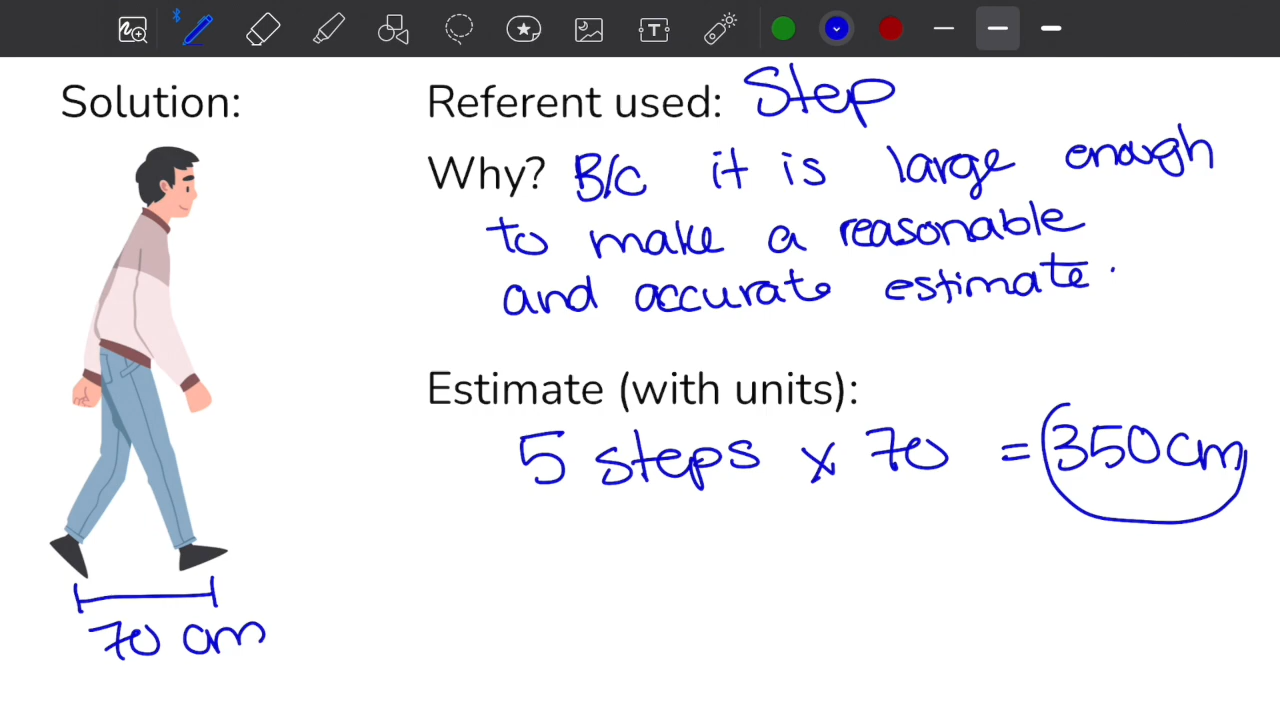 Solution:
Referent used: Step
Why? B/C it is large enough
to make a reasonable
and accurate estimate.
Estimate (with units):
5 steps x 70 = 350cm
70 cm